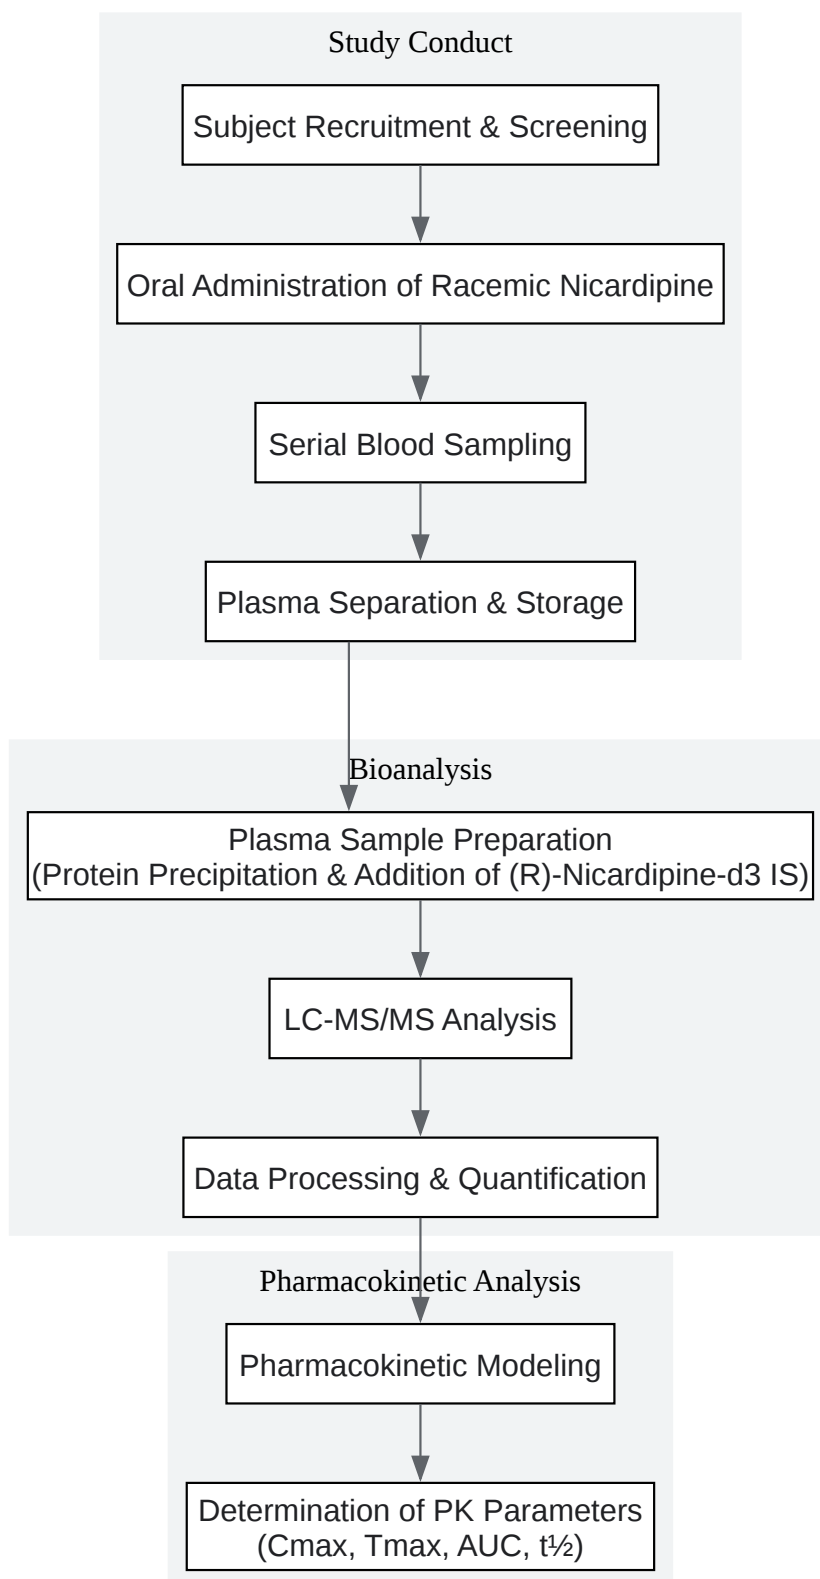 Study Conduct
Subject Recruitment & Screening
Oral Administration of Racemic Nicardipine
Serial Blood Sampling
Plasma Separation & Storage
Bioanalysis
Plasma Sample Preparation
(Protein Precipitation & Addition of (R)-Nicardipine-d3 IS)
LC-MS/MS Analysis
Data Processing & Quantification
Pharmacokinetic Analysis
Pharmacokinetic Modeling
Determination of PK Parameters
(Cmax, Tmax, AUC, t½)